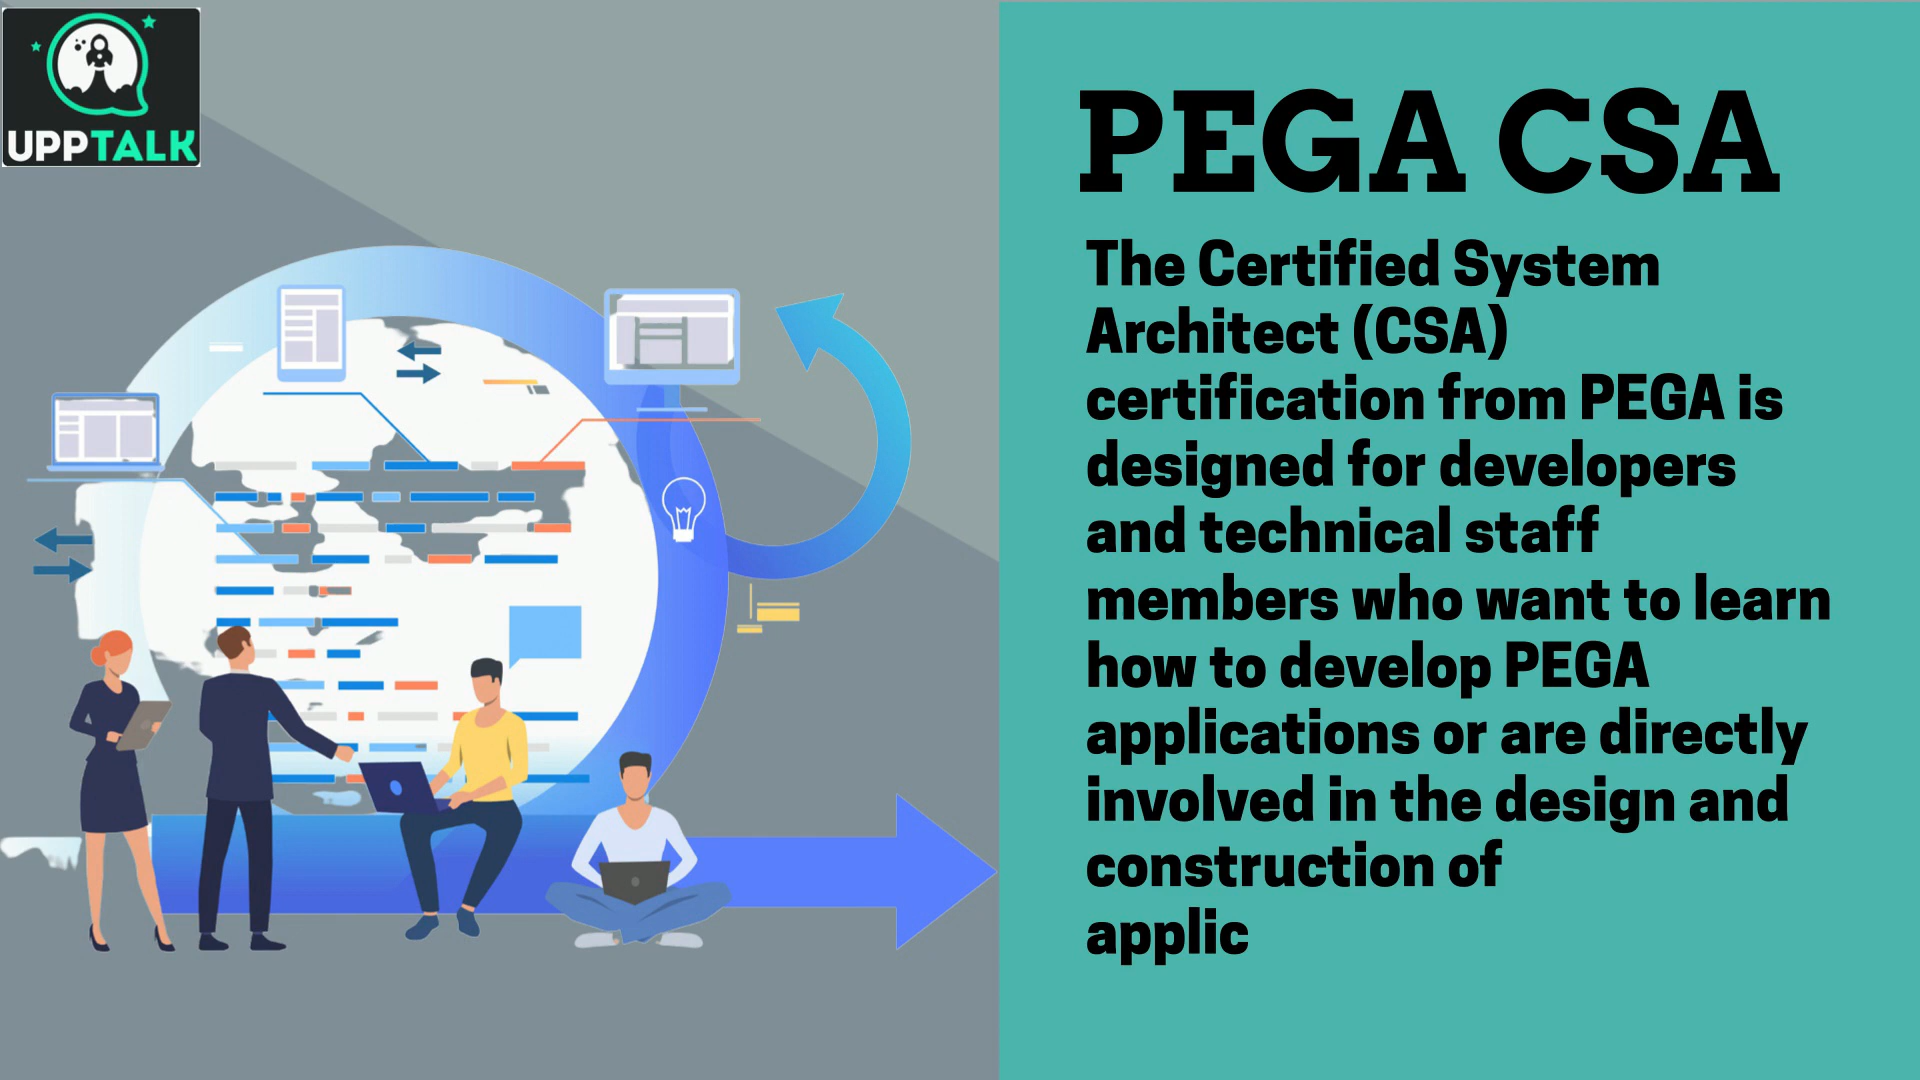 UPPTALK
PEGA CSA
The Certified System
Architect (CSA)
certification from PEGA is
designed for developers
and technical staff
members who want to learn
how to develop PEGA
applications or are directly
involved in the design and
construction of
applic